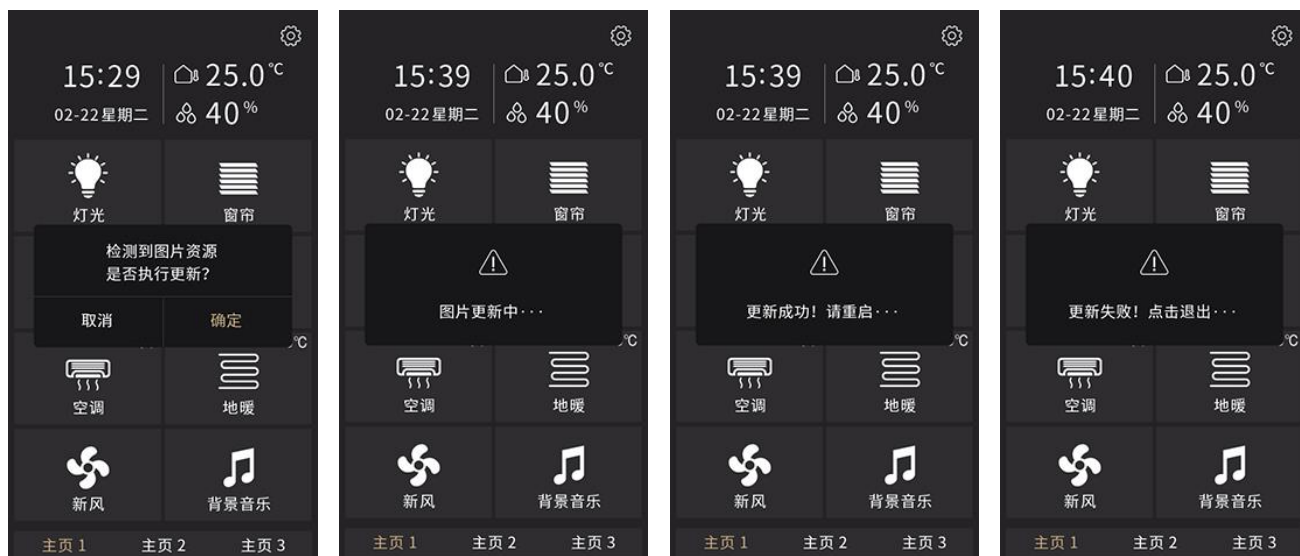 15:29
25.0℃
02-22星期二
40%
灯光
窗帘
检测到图片资源
是否执行更新?
取消
确定
℃
空调
地暖
新风
背景音乐
主页1
主页2
主页3
15:39
25.0℃
02-22星期二
40%
灯光
窗帘
图片更新中···
℃
空调
地暖
新风
背景音乐
主页1
主页2
主页3
15:39
25.0℃
02-22星期二
40%
灯光
窗帘
更新成功！请重启···
℃
空调
地暖
新风
背景音乐
主页1
主页2
主页3
15:40
25.0℃
02-22星期二
40%
灯光
窗帘
更新失败！点击退出···
℃
空调
地暖
新风
背景音乐
主页1
主页2
主页3